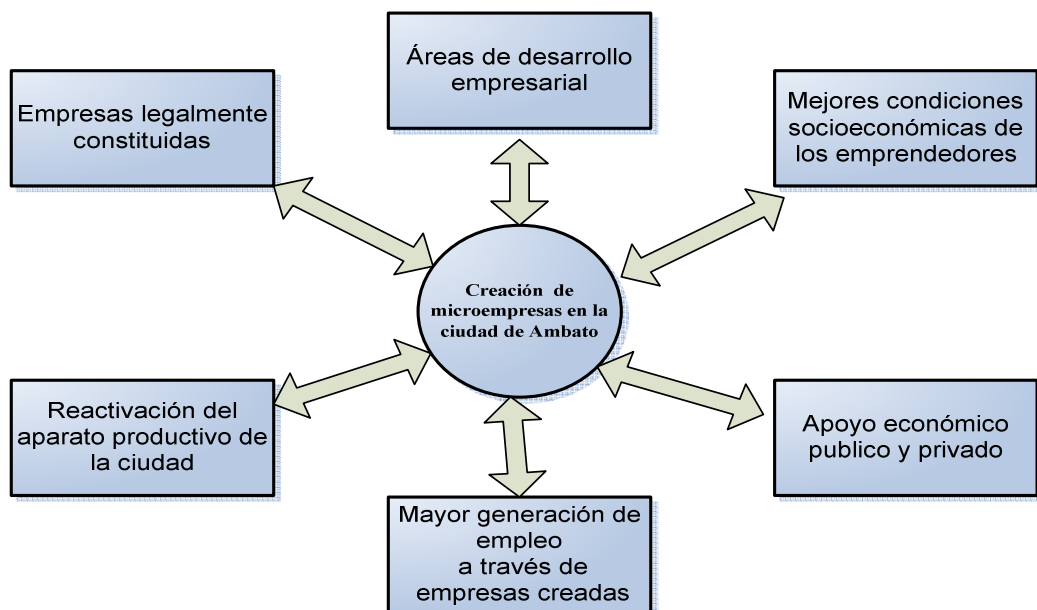 Áreas de desarrollo
empresarial
Empresas legalmente
constituidas
Mejores condiciones
socioeconómicas de
los emprendedores
Creación de
microempresas en la
ciudad de Ambato
Reactivación del
aparato productivo de
la ciudad
Apoyo económico
publico y privado
Mayor generación de
empleo
a través de
empresas creadas